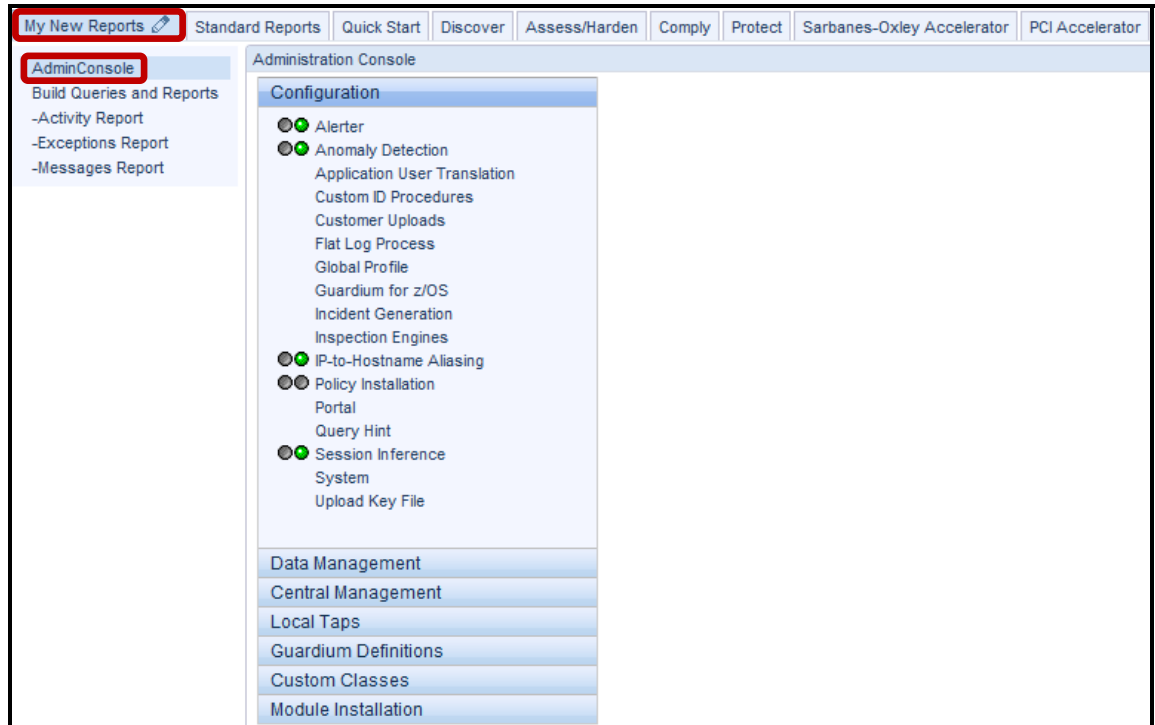 My New Reports Standard Reports Quick Start Discover Assess/Harden Comply Protect Sarbanes-Oxley Accelerator PCI Accelerator
AdminConsole
Build Queries and Reports
-Activity Report
-Exceptions Report
-Messages Report
Administration Console
Configuration
Alerter
Anomaly Detection
Application User Translation
Custom ID Procedures
Customer Uploads
Flat Log Process
Global Profile
Guardium for z/OS
Incident Generation
Inspection Engines
IP-to-Hostname Aliasing
Policy Installation
Portal
Query Hint
Session Inference
System
Upload Key File
Data Management
Central Management
Local Taps
Guardium Definitions
Custom Classes
Module Installation